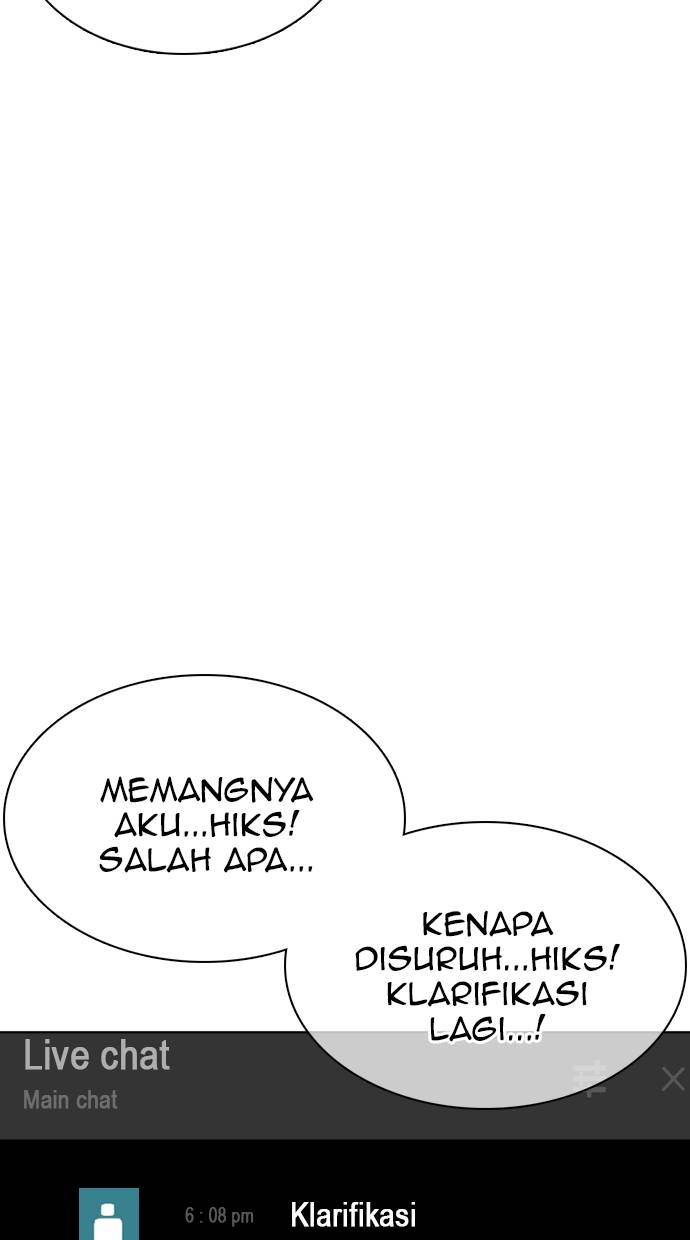 MEMANGNYA
AKU...HIKS!
SALAH APA...
KENAPA
DISURUH...HIKS!
KLARIFIKASI
LAGI...!
Live chat
Main chat
6 : 08 pm Klarifikasi